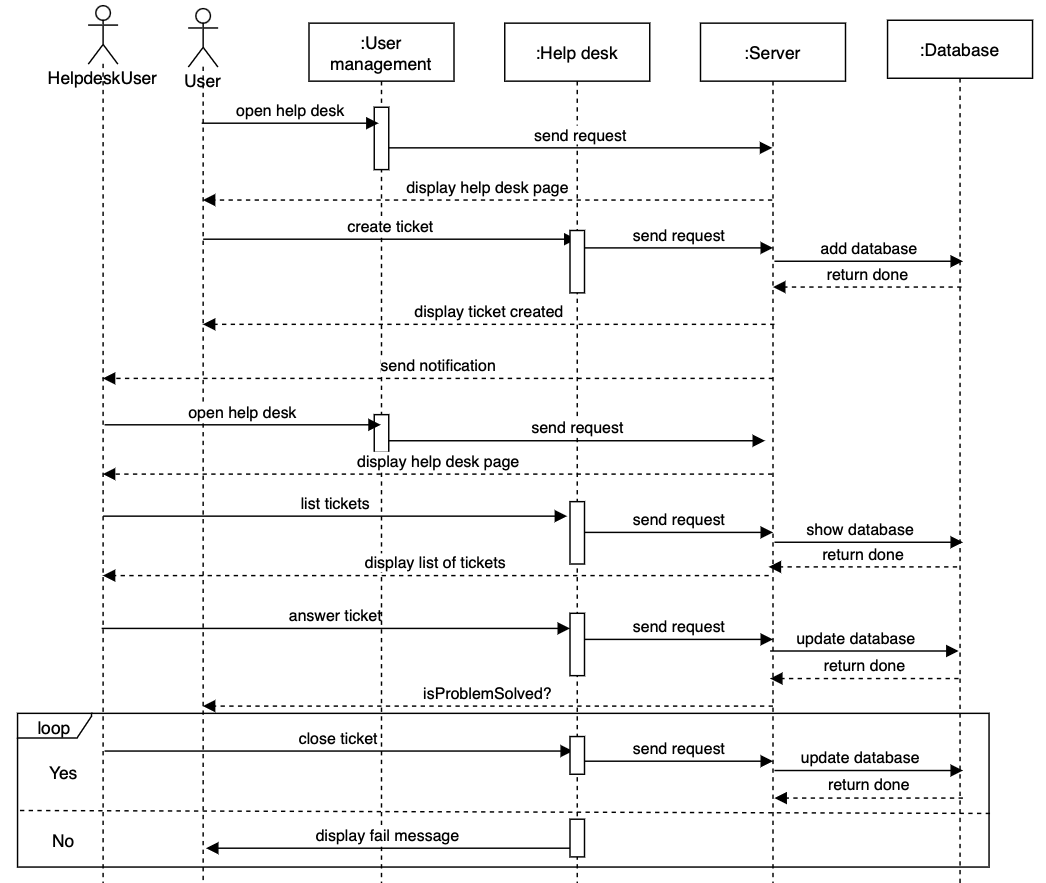 HelpdeskUser
User
:User
management
:Help desk
:Server
:Database
open help desk
send request
display help desk page
create ticket
send request
add database
return done
display ticket created
send notification
open help desk
send request
display help desk page
list tickets
send request
show database
return done
display list of tickets
answer ticket
send request
update database
return done
isProblemSolved?
loop
close ticket
send request
update database
Yes
return done
No
display fail message